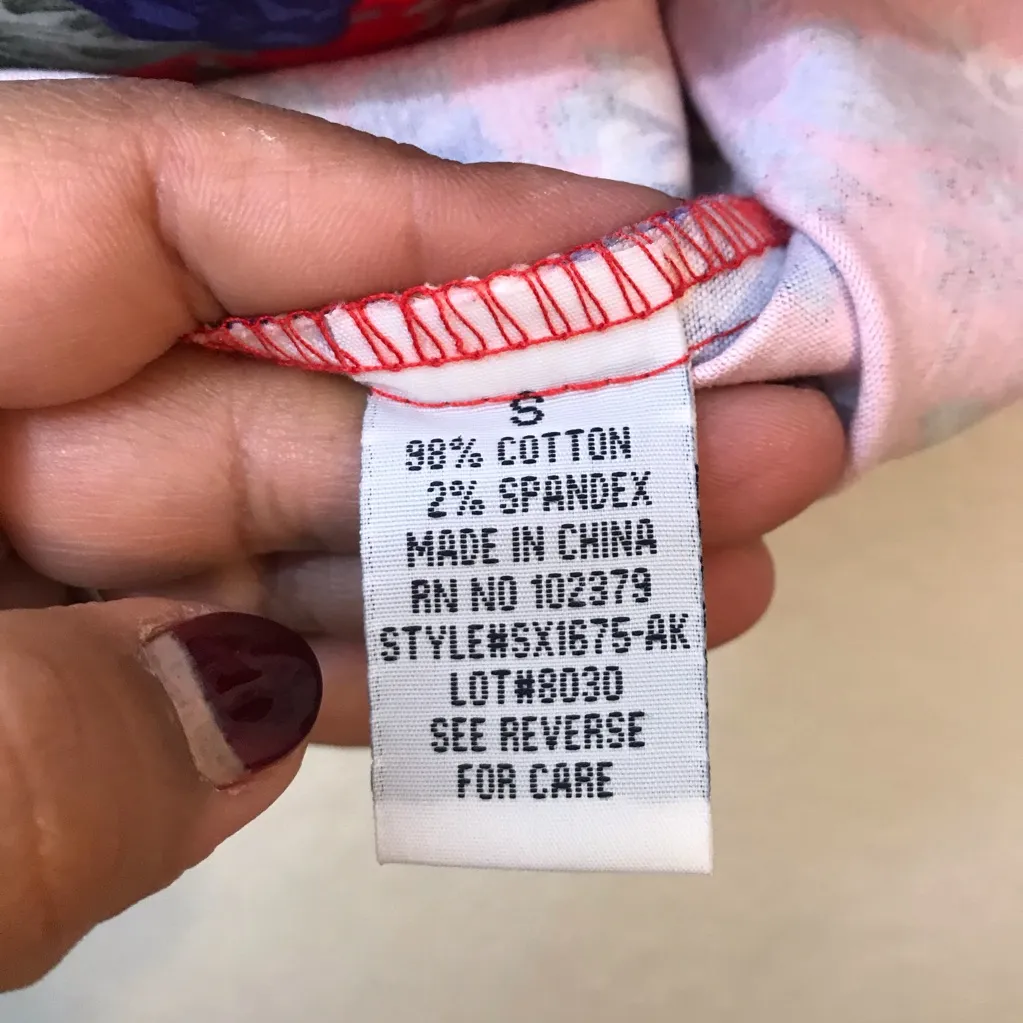 S
98% COTTON
2% SPANDEX
MADE IN CHINA
RN NO 102379
STYLE#SX1675-AK
LOT#8030
SEE REVERSE
FOR CARE